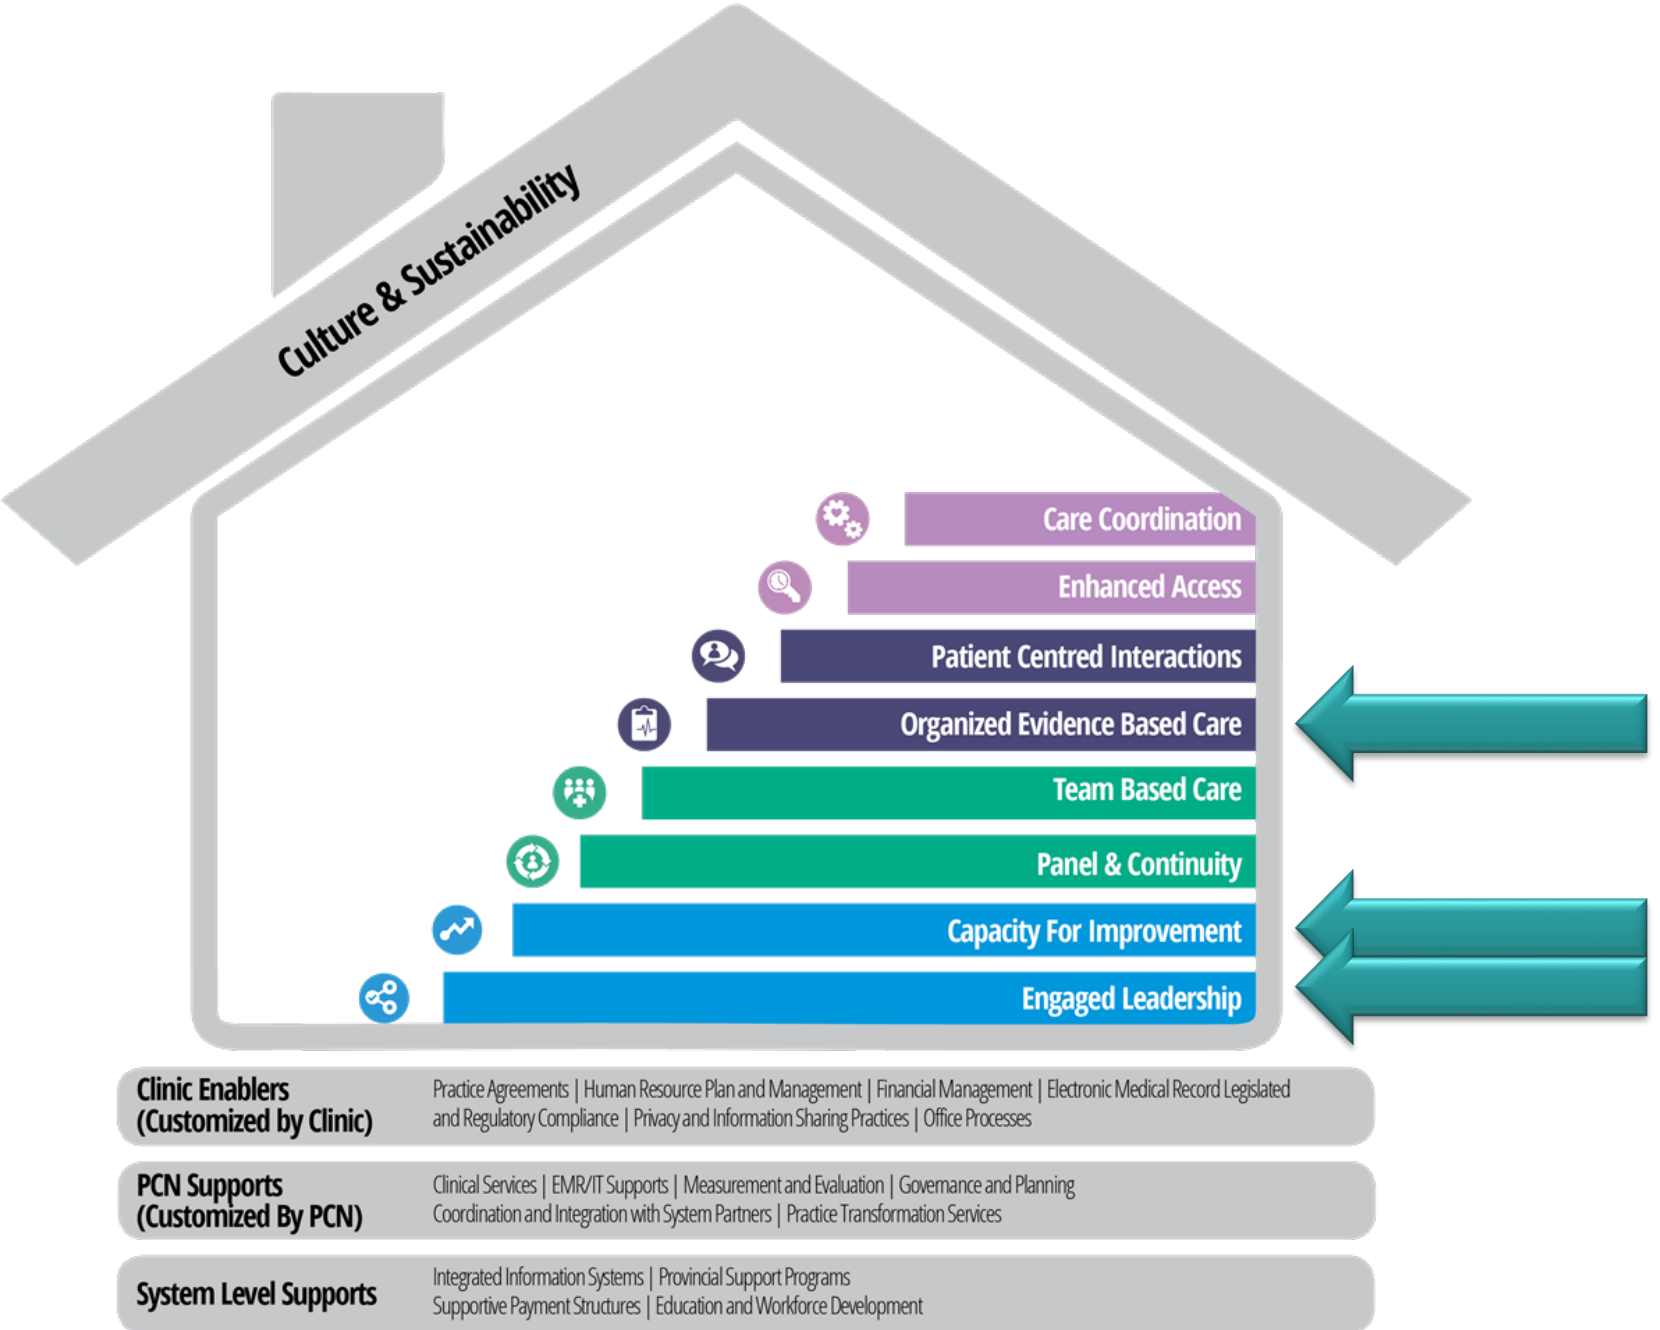 Culture & Sustainability
Care Coordination
Enhanced Access
Patient Centred Interactions
Organized Evidence Based Care
Team Based Care
Panel & Continuity
Capacity For Improvement
Engaged Leadership
Clinic Enablers
(Customized by Clinic)
Practice Agreements | Human Resource Plan and Management | Financial Management | Electronic Medical Record Legislated
and Regulatory Compliance | Privacy and Information Sharing Practices | Office Processes
PCN Supports
(Customized By PCN)
Clinical Services | EMR/IT Supports | Measurement and Evaluation | Governance and Planning
Coordination and Integration with System Partners | Practice Transformation Services
System Level Supports
Integrated Information Systems | Provincial Support Programs
Supportive Payment Structures | Education and Workforce Development